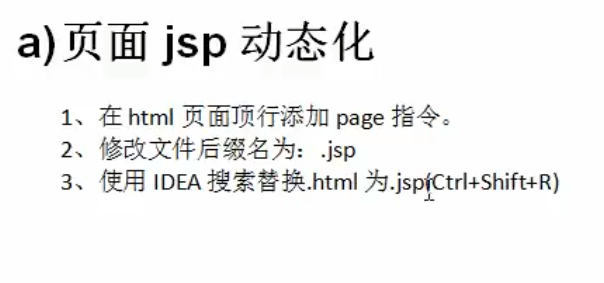 a)页面 jsp 动态化
1、在 html 页面顶行添加 page 指令。
2、修改文件后缀名为：.jsp
3、使用 IDEA 搜索替换.html 为.jsp(Ctrl+Shift+R)